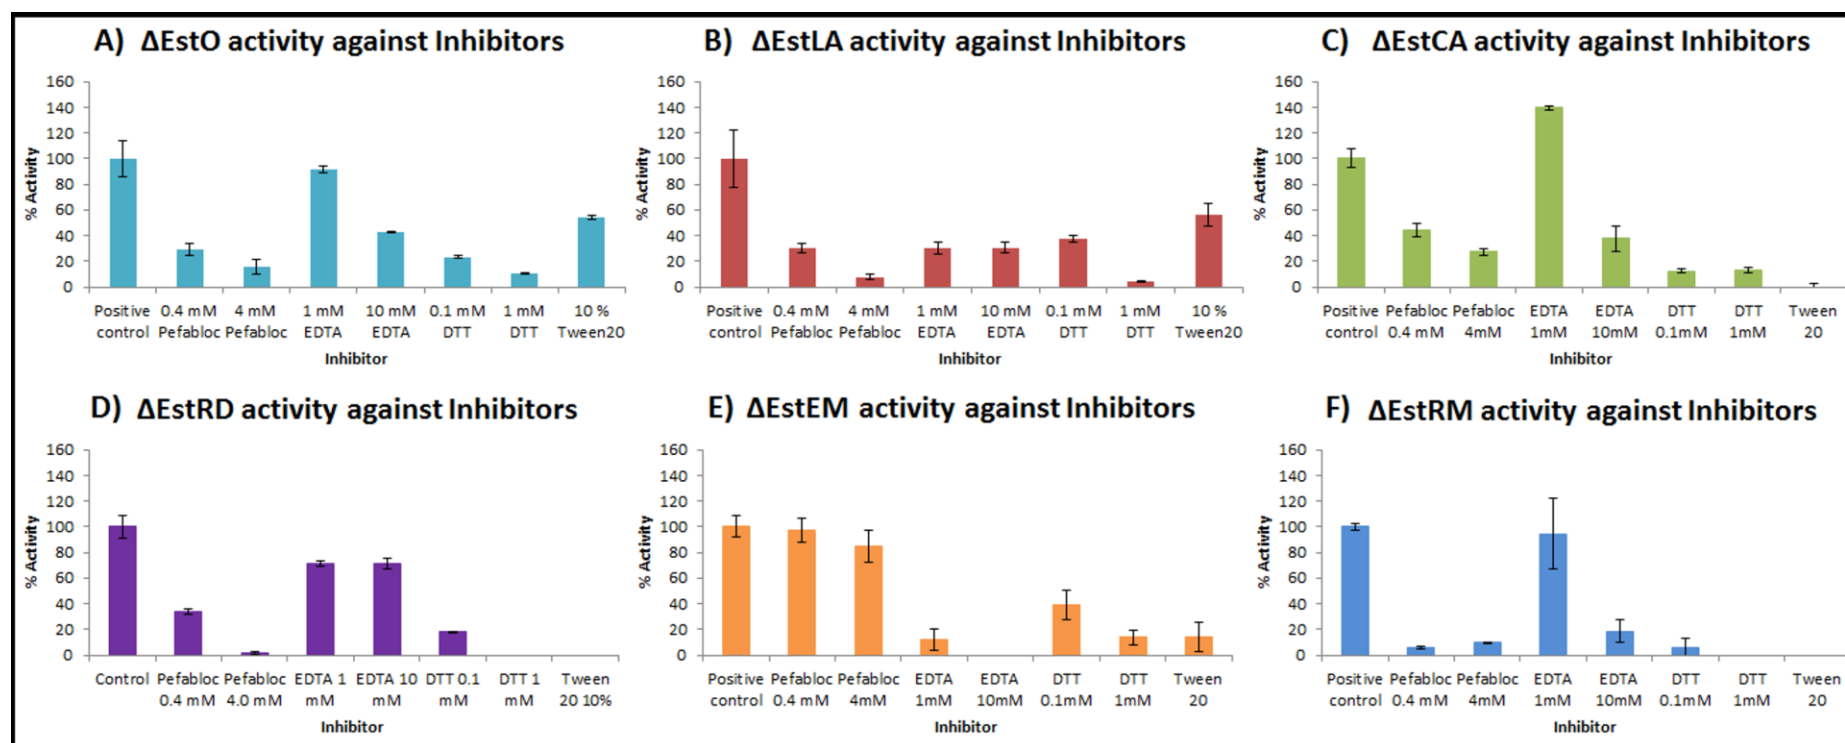 A) ΔEstO activity against Inhibitors
% Activity
160
140
120
100
80
60
40
20
0
Positive control
0.4 mM Pefabloc
4 mM Pefabloc
1 mM EDTA
10 mM EDTA
0.1 mM DTT
1 mM DTT
10 % Tween20
Inhibitor
B) ΔEstLA activity against Inhibitors
% Activity
160
140
120
100
80
60
40
20
0
Positive control
0.4 mM Pefabloc
4 mM Pefabloc
1 mM EDTA
10 mM EDTA
0.1 mM DTT
1 mM DTT
10 % Tween20
Inhibitor
C) ΔEstCA activity against Inhibitors
% Activity
160
140
120
100
80
60
40
20
0
Positive control
Pefabloc 0.4 mM
Pefabloc 4mM
EDTA 1mM
EDTA 10mM
DTT 0.1mM
DTT 1mM
Tween 20
Inhibitor
D) ΔEstRD activity against Inhibitors
% Activity
160
140
120
100
80
60
40
20
0
Control
Pefabloc 0.4 mM
Pefabloc 4.0 mM
EDTA 1 mM
EDTA 10 mM
DTT 0.1 mM
DTT 1 mM
Tween 20 10%
Inhibitor
E) ΔEstEM activity against Inhibitors
% Activity
160
140
120
100
80
60
40
20
0
Positive control
Pefabloc 0.4 mM
Pefabloc 4mM
EDTA 1mM
EDTA 10mM
DTT 0.1mM
DTT 1mM
Tween 20
Inhibitor
F) ΔEstRM activity against Inhibitors
% Activity
160
140
120
100
80
60
40
20
0
Positive control
Pefabloc 0.4 mM
Pefabloc 4mM
EDTA 1mM
EDTA 10mM
DTT 0.1mM
DTT 1mM
Tween 20
Inhibitor